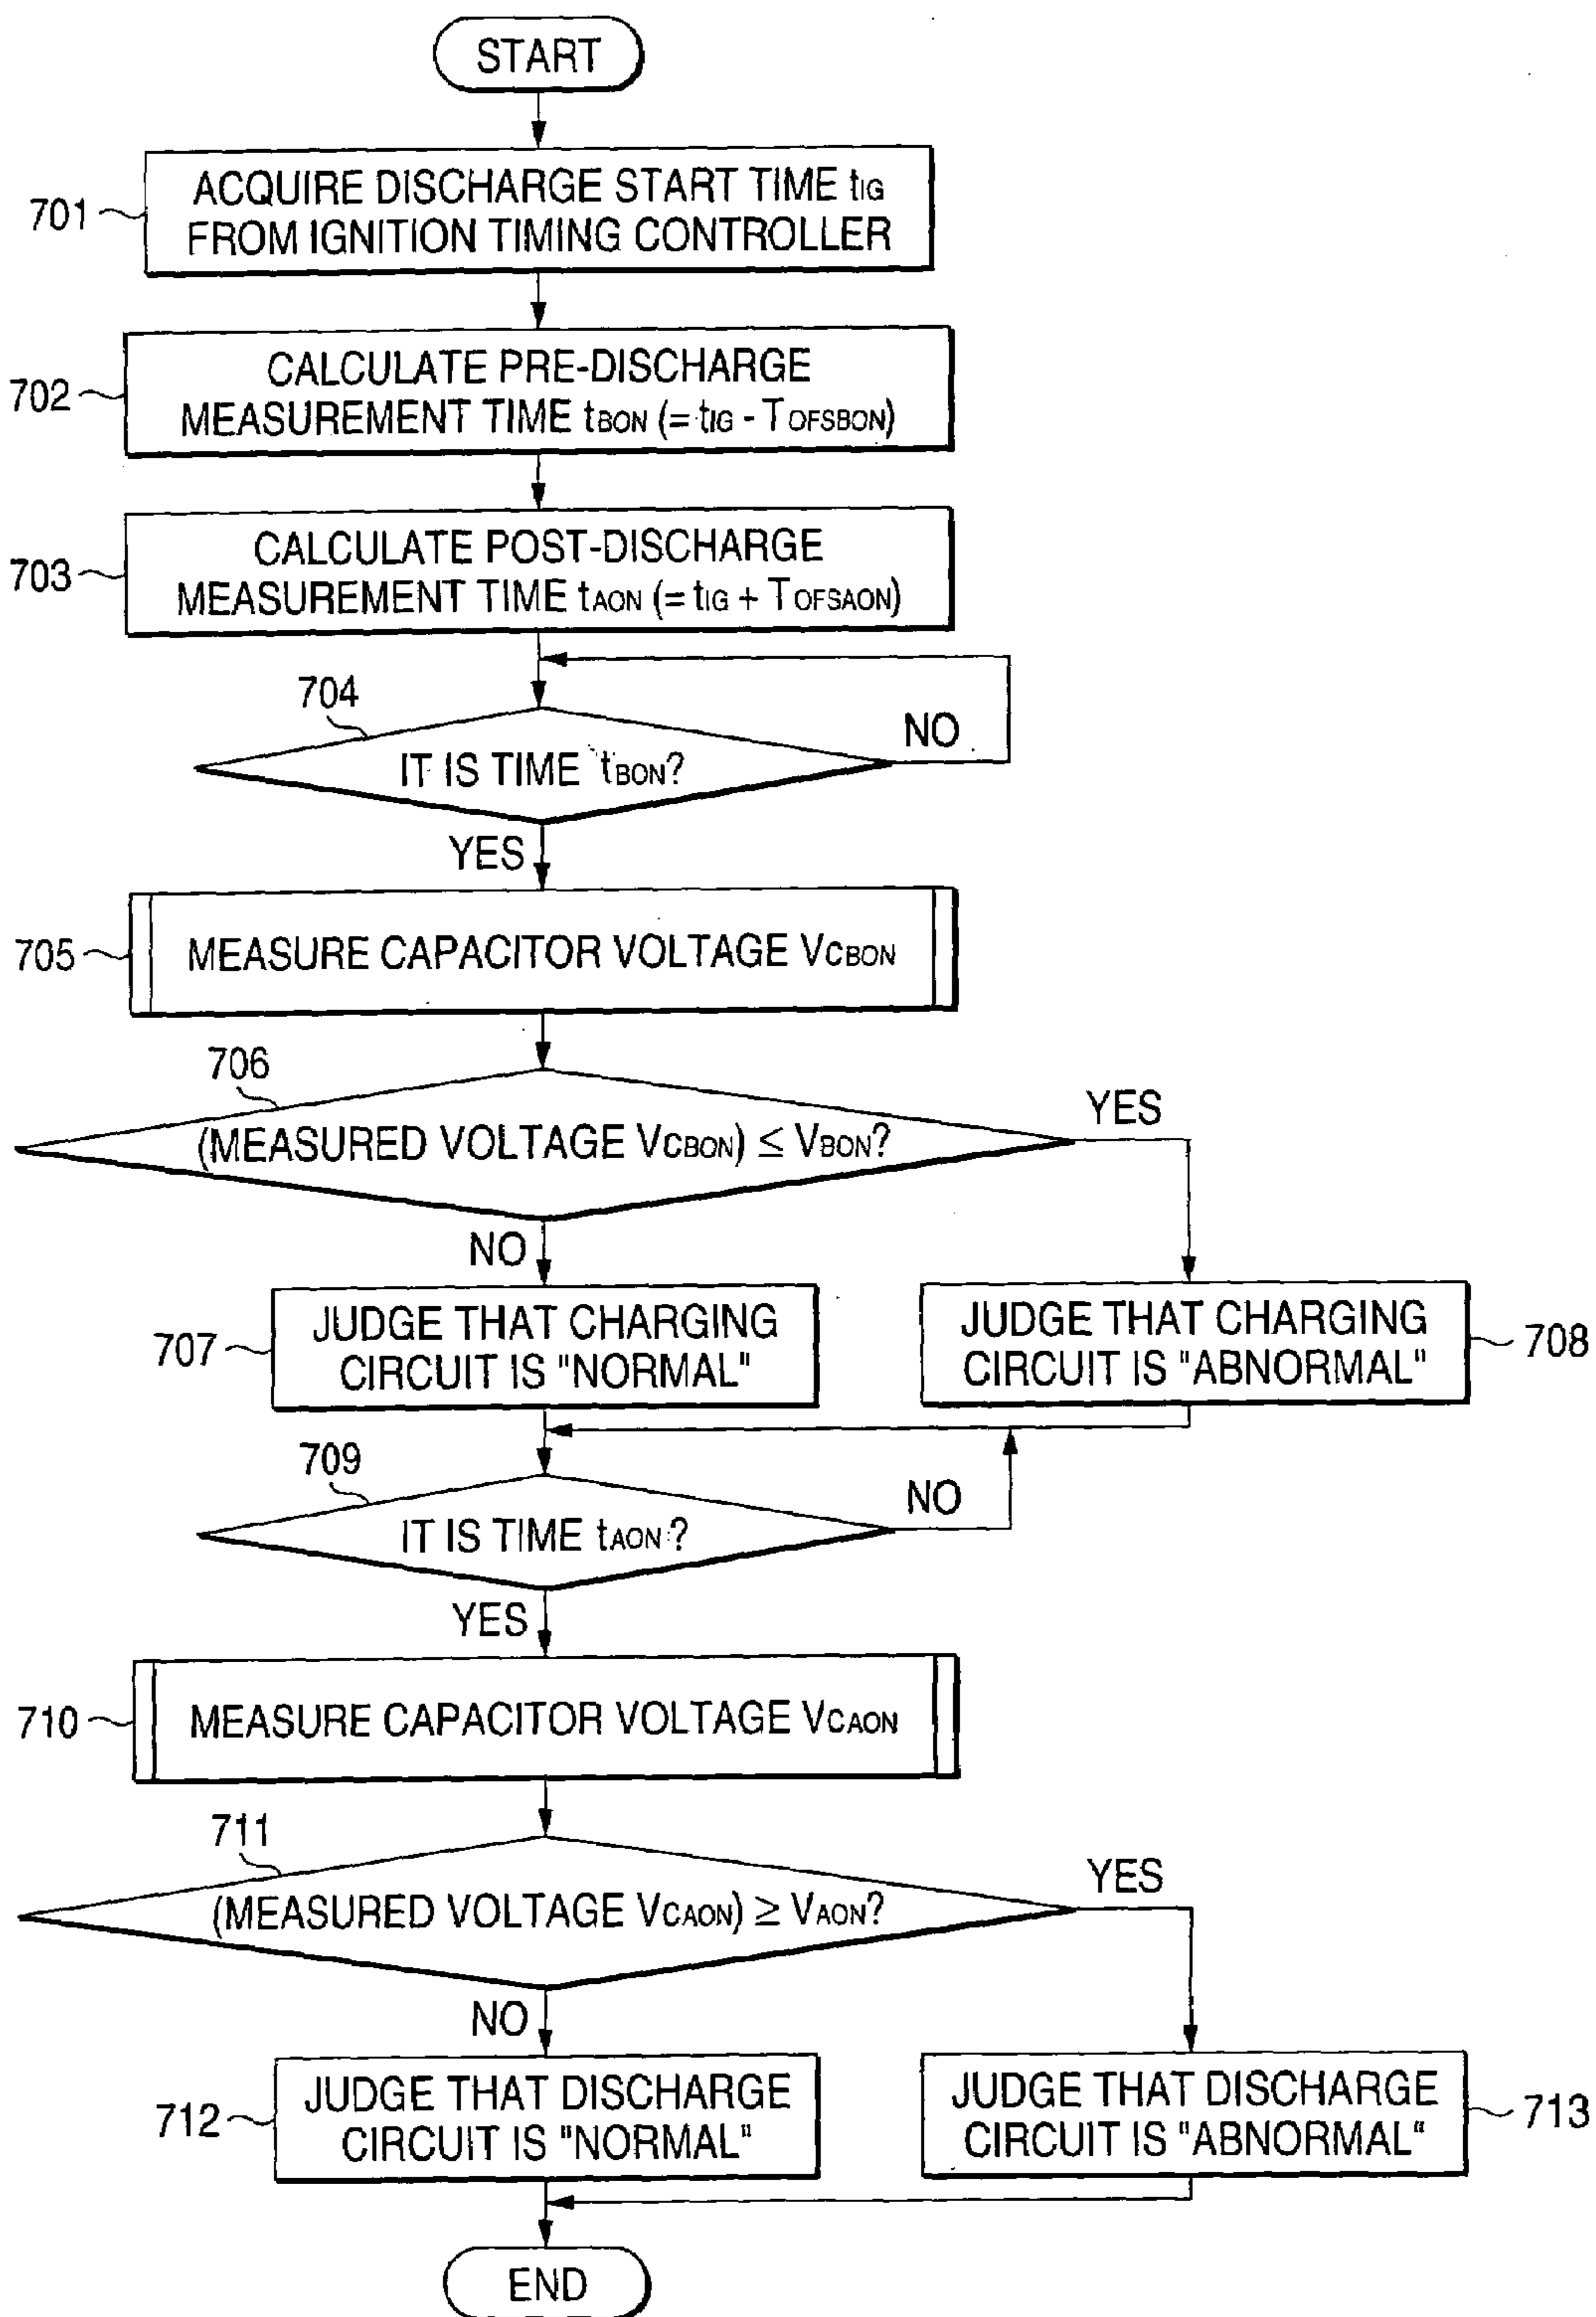 START
701
ACQUIRE DISCHARGE START TIME tIG
FROM IGNITION TIMING CONTROLLER
702
CALCULATE PRE-DISCHARGE
MEASUREMENT TIME tBON (= tIG - TOFSBON)
703
CALCULATE POST-DISCHARGE
MEASUREMENT TIME tAON (= tIG + TOFSAON)
704
IT IS TIME tBON?
NO
YES
705
MEASURE CAPACITOR VOLTAGE VCBON
706
(MEASURED VOLTAGE VCBON) ≤ VBON?
YES
NO
707
JUDGE THAT CHARGING
CIRCUIT IS "NORMAL"
JUDGE THAT CHARGING
CIRCUIT IS "ABNORMAL"
708
709
IT IS TIME tAON?
NO
YES
710
MEASURE CAPACITOR VOLTAGE VCAON
711
(MEASURED VOLTAGE VCAON) ≥ VAON?
YES
NO
712
JUDGE THAT DISCHARGE
CIRCUIT IS "NORMAL"
JUDGE THAT DISCHARGE
CIRCUIT IS "ABNORMAL"
713
END